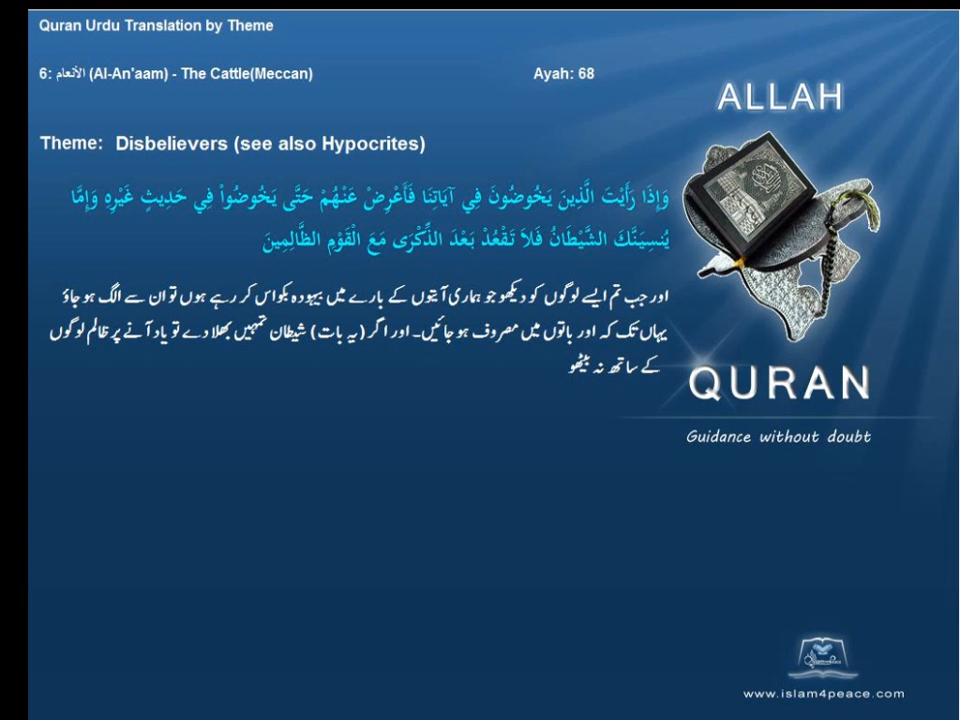 Quran Urdu Translation by Theme
6: الأنعام (Al-An'aam) - The Cattle(Meccan)
Ayah: 68
Theme: Disbelievers (see also Hypocrites)
وَإِذَا رَأَيْتَ الَّذِينَ يَخُوضُونَ فِي آيَاتِنَا فَأَعْرِضْ عَنْهُمْ حَتَّى يَخُوضُواْ فِي حَدِيثٍ غَيْرِهِ وَإِمَّا
يُنسِيَنَّكَ الشَّيْطَانُ فَلاَ تَقْعُدْ بَعْدَ الذِّكْرَى مَعَ الْقَوْمِ الظَّالِمِينَ
اور جب تم ایسے لوگوں کو دیکھو جو ہماری آیتوں کے بارے میں بیہودہ بکواس کر رہے ہوں تو ان سے الگ ہو جاؤ
یہاں تک کہ اور باتوں میں مصروف ہو جائیں۔ اور اگر (یہ بات) شیطان تمہیں بھلا دے تو یاد آنے پر ظالم لوگوں
کے ساتھ نہ بیٹھو
ALLAH
QURAN
Guidance without doubt
www.islam4peace.com